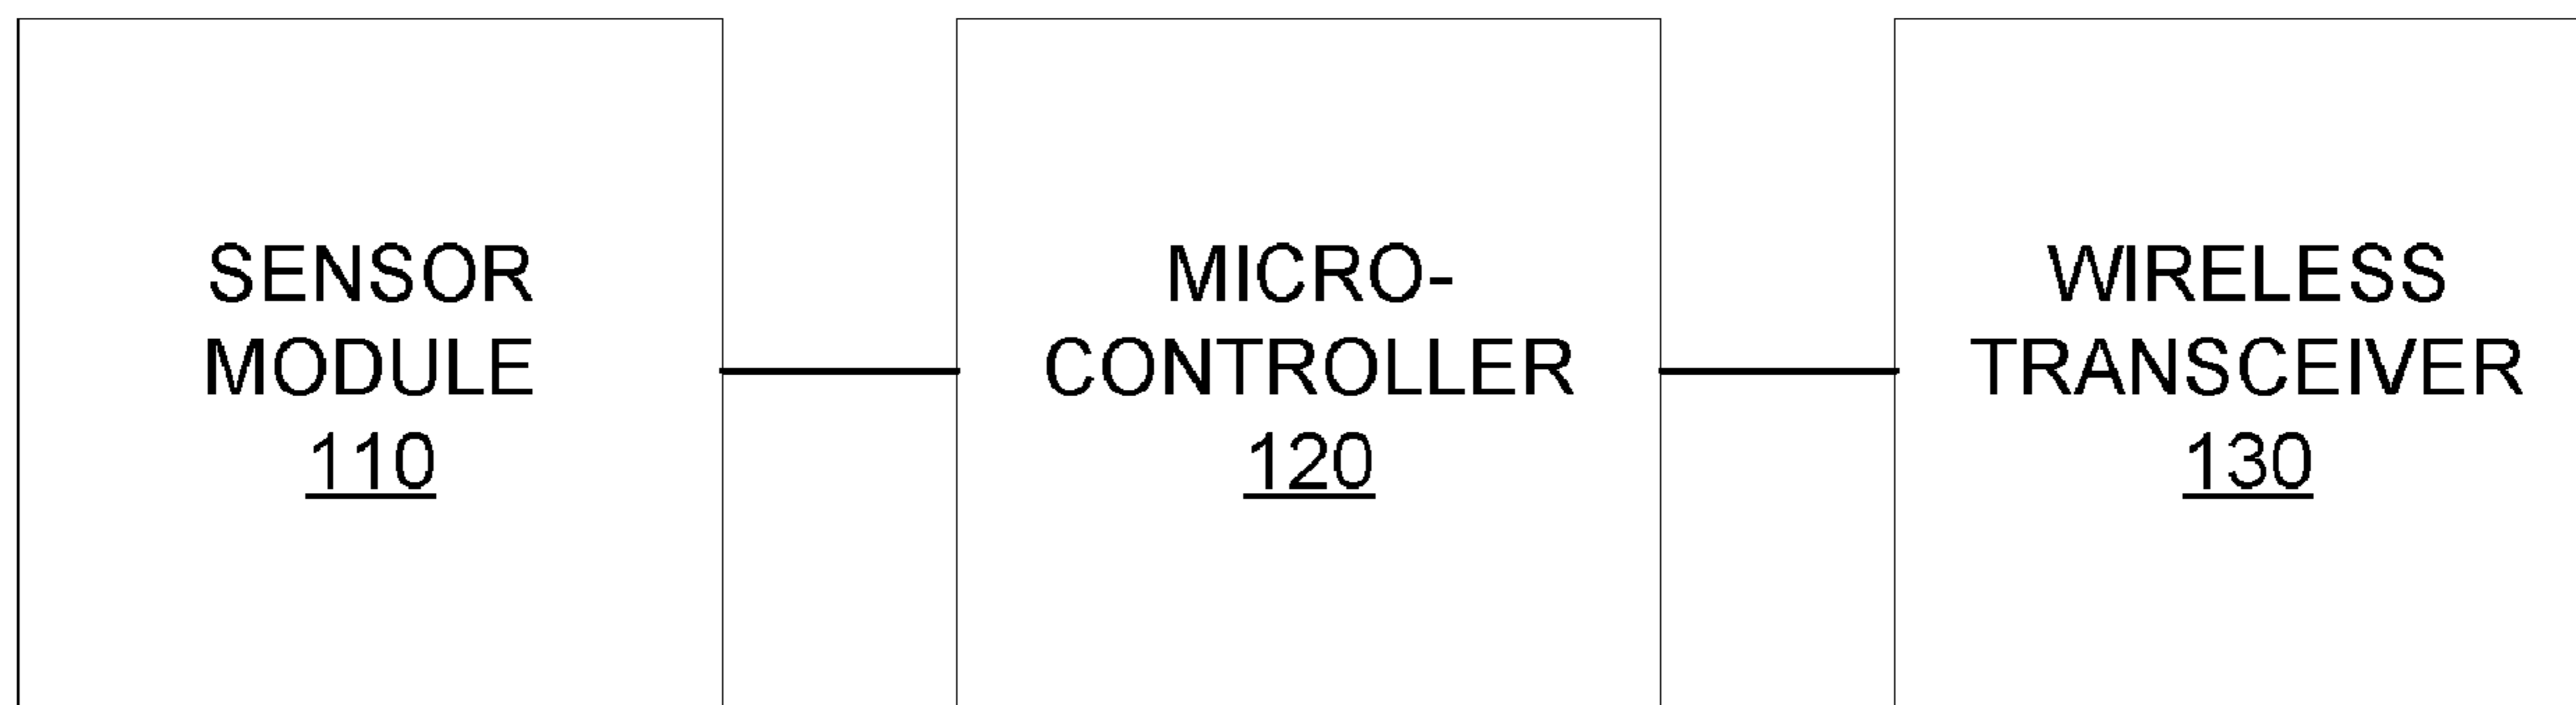 SENSOR
MODULE
110
MICRO-
CONTROLLER
120
WIRELESS
TRANSCEIVER
130